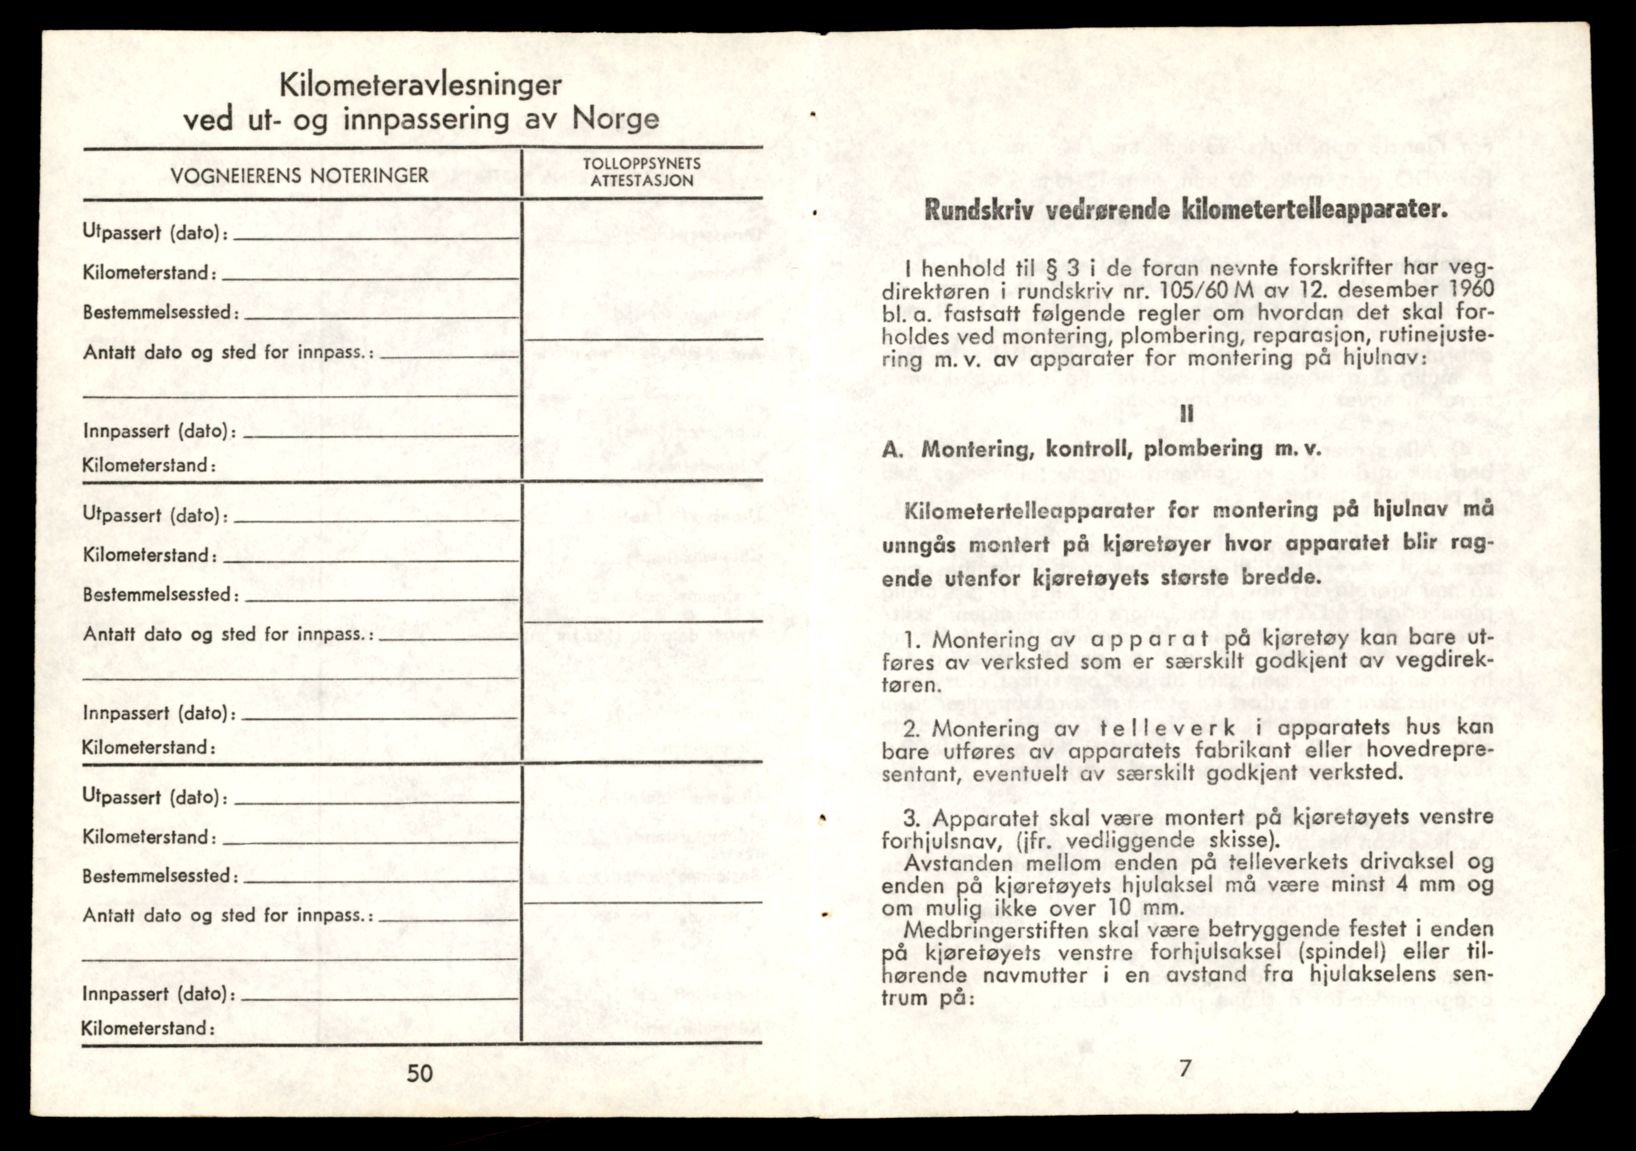 Kilometeravlesninger
ved ut- og innpassering av Norge
VOGNEIERENS NOTERINGER
TOLLOPPSYNETS
ATTESTASJON
Utpassert (dato):
Kilometerstand:
Bestemmelsessted:
Antatt dato og sted for innpass.:
Innpassert (dato):
Kilometerstand:
Utpassert (dato):
Kilometerstand:
Bestemmelsessted:
Antatt dato og sted for innpass.:
Innpassert (dato):
Kilometerstand:
Utpassert (dato):
Kilometerstand:
Bestemmelsessted:
Antatt dato og sted for innpass.:
Innpassert (dato):
Kilometerstand:
50
Rundskriv vedrørende kilometertelleapparater.
I henhold til § 3 i de foran nevnte forskrifter har veg-
direktøren i rundskriv nr. 105/60 M av 12. desember 1960
bl. a. fastsatt følgende regler om hvordan det skal for-
holdes ved montering, plombering, reparasjon, rutinejuste-
ring m. v. av apparater for montering på hjulnav:
II
A. Montering, kontroll, plombering m. v.
Kilometertelleapparater for montering på hjulnav må
unngås montert på kjøretøyer hvor apparatet blir rag-
ende utenfor kjøretøyets største bredde.
1. Montering av apparat på kjøretøy kan bare ut-
føres av verksted som er særskilt godkjent av vegdirek-
tøren.
2. Montering av telleverk i apparatets hus kan
bare utføres av apparatets fabrikant eller hovedrepre-
sentant, eventuelt av særskilt godkjent verksted.
3. Apparatet skal være montert på kjøretøyets venstre
forhjulsnav, (jfr. vedliggende skisse).
Avstanden mellom enden på telleverkets drivaksel og
enden på kjøretøyets hjulaksel må være minst 4 mm og
om mulig ikke over 10 mm.
Medbringerstiften skal være betryggende festet i enden
på kjøretøyets venstre forhjulsaksel (spindel) eller til-
hørende navmutter i en avstand fra hjulakselens sen-
trum på:
7